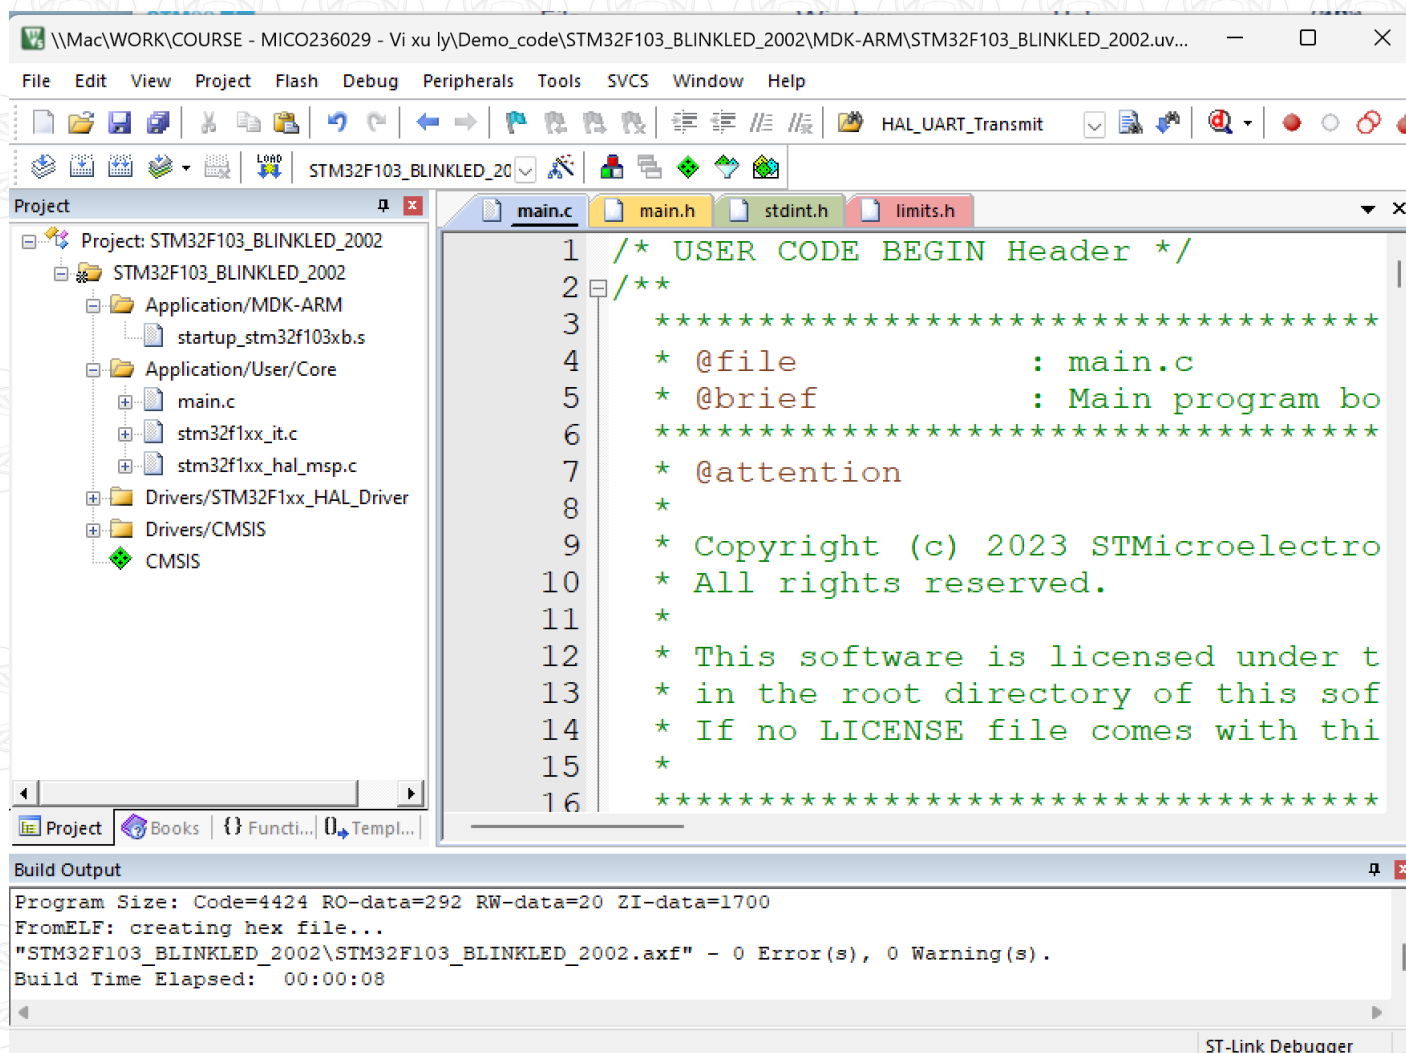 \\Mac\WORK\COURSE - MICO236029 - Vi xu ly\Demo_code\STM32F103_BLINKLED_2002\MDK-ARM\STM32F103_BLINKLED_2002.uv...
File Edit View Project Flash Debug Peripherals Tools SVCS Window Help
HAL_UART_Transmit
LOAD STM32F103_BLINKLED_20
Project
main.c main.h stdint.h limits.h
Project: STM32F103_BLINKLED_2002
STM32F103_BLINKLED_2002
Application/MDK-ARM
startup_stm32f103xb.s
Application/User/Core
main.c
stm32f1xx_it.c
stm32f1xx_hal_msp.c
Drivers/STM32F1xx_HAL_Driver
Drivers/CMSIS
CMSIS
Project Books {} Functi... Templ...
1 /* USER CODE BEGIN Header */
2 /**
3 ***********************************
4 * @file : main.c
5 * @brief : Main program bo
6 ***********************************
7 * @attention
8 *
9 * Copyright (c) 2023 STMicroelectro
10 * All rights reserved.
11 *
12 * This software is licensed under t
13 * in the root directory of this sof
14 * If no LICENSE file comes with thi
15 *
16 ***********************************
Build Output
Program Size: Code=4424 RO-data=292 RW-data=20 ZI-data=1700
FromELF: creating hex file...
"STM32F103_BLINKLED_2002\STM32F103_BLINKLED_2002.axf" - 0 Error(s), 0 Warning(s).
Build Time Elapsed: 00:00:08
ST-Link Debugger